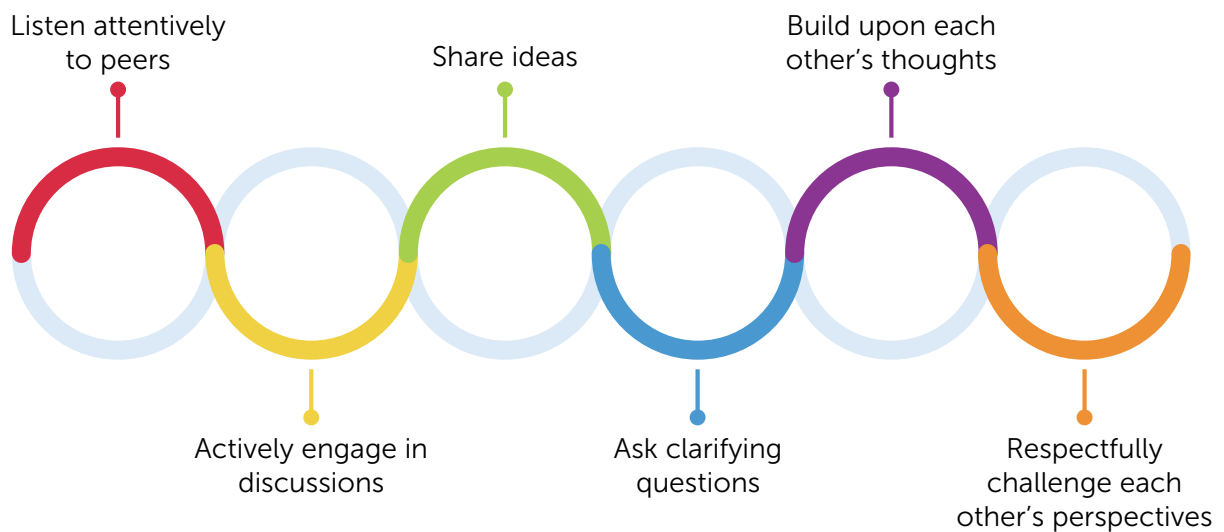 Listen attentively
to peers
Actively engage in
discussions
Share ideas
Ask clarifying
questions
Build upon each
other’s thoughts
Respectfully
challenge each
other’s perspectives